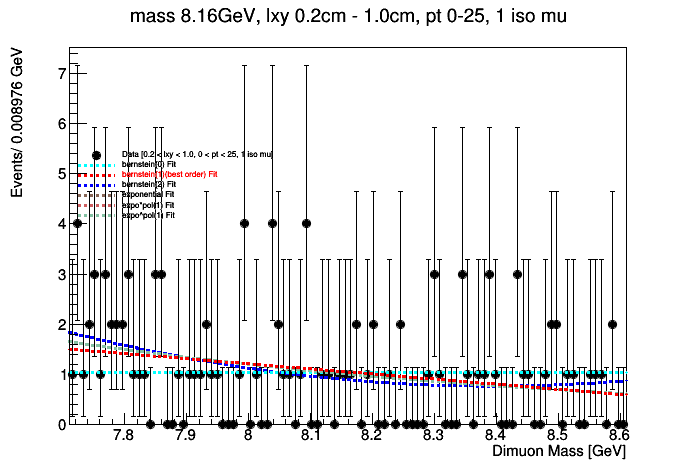 mass 8.16GeV, lxy 0.2cm - 1.0cm, pt 0-25, 1 iso mu
Events/ 0.008976 GeV
7
6
5
4
3
2
1
0
Data [0.2 < lxy < 1.0, 0 < pt < 25, 1 iso mu]
bernstein(0) Fit
bernstein(1)(best order) Fit
bernstein(2) Fit
exponential Fit
expo*pol(1) Fit
expo^pol(1) Fit
7.8 7.9 8 8.1 8.2 8.3 8.4 8.5 8.6
Dimuon Mass [GeV]